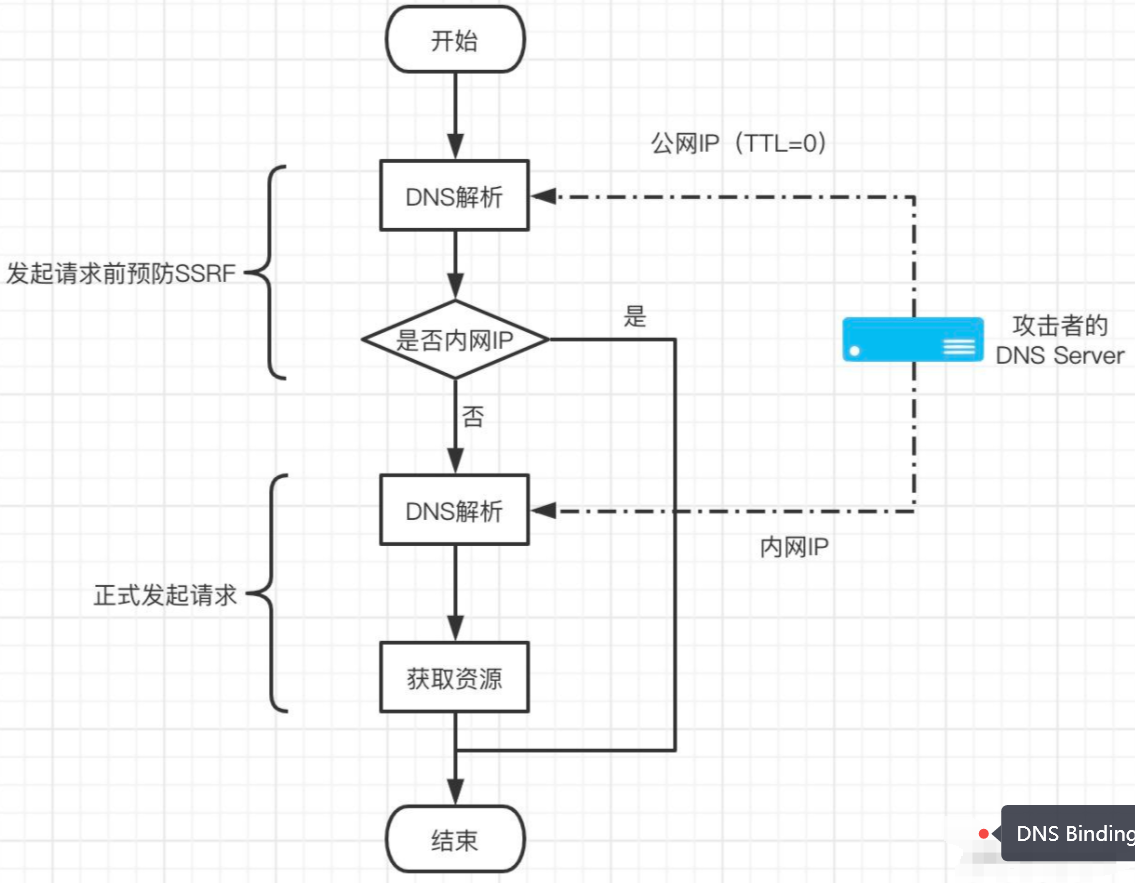 开始
公网IP（TTL=0）
DNS解析
发起请求前预防SSRF
是否内网IP
是
攻击者的
DNS Server
否
DNS解析
内网IP
正式发起请求
获取资源
结束
DNS Binding